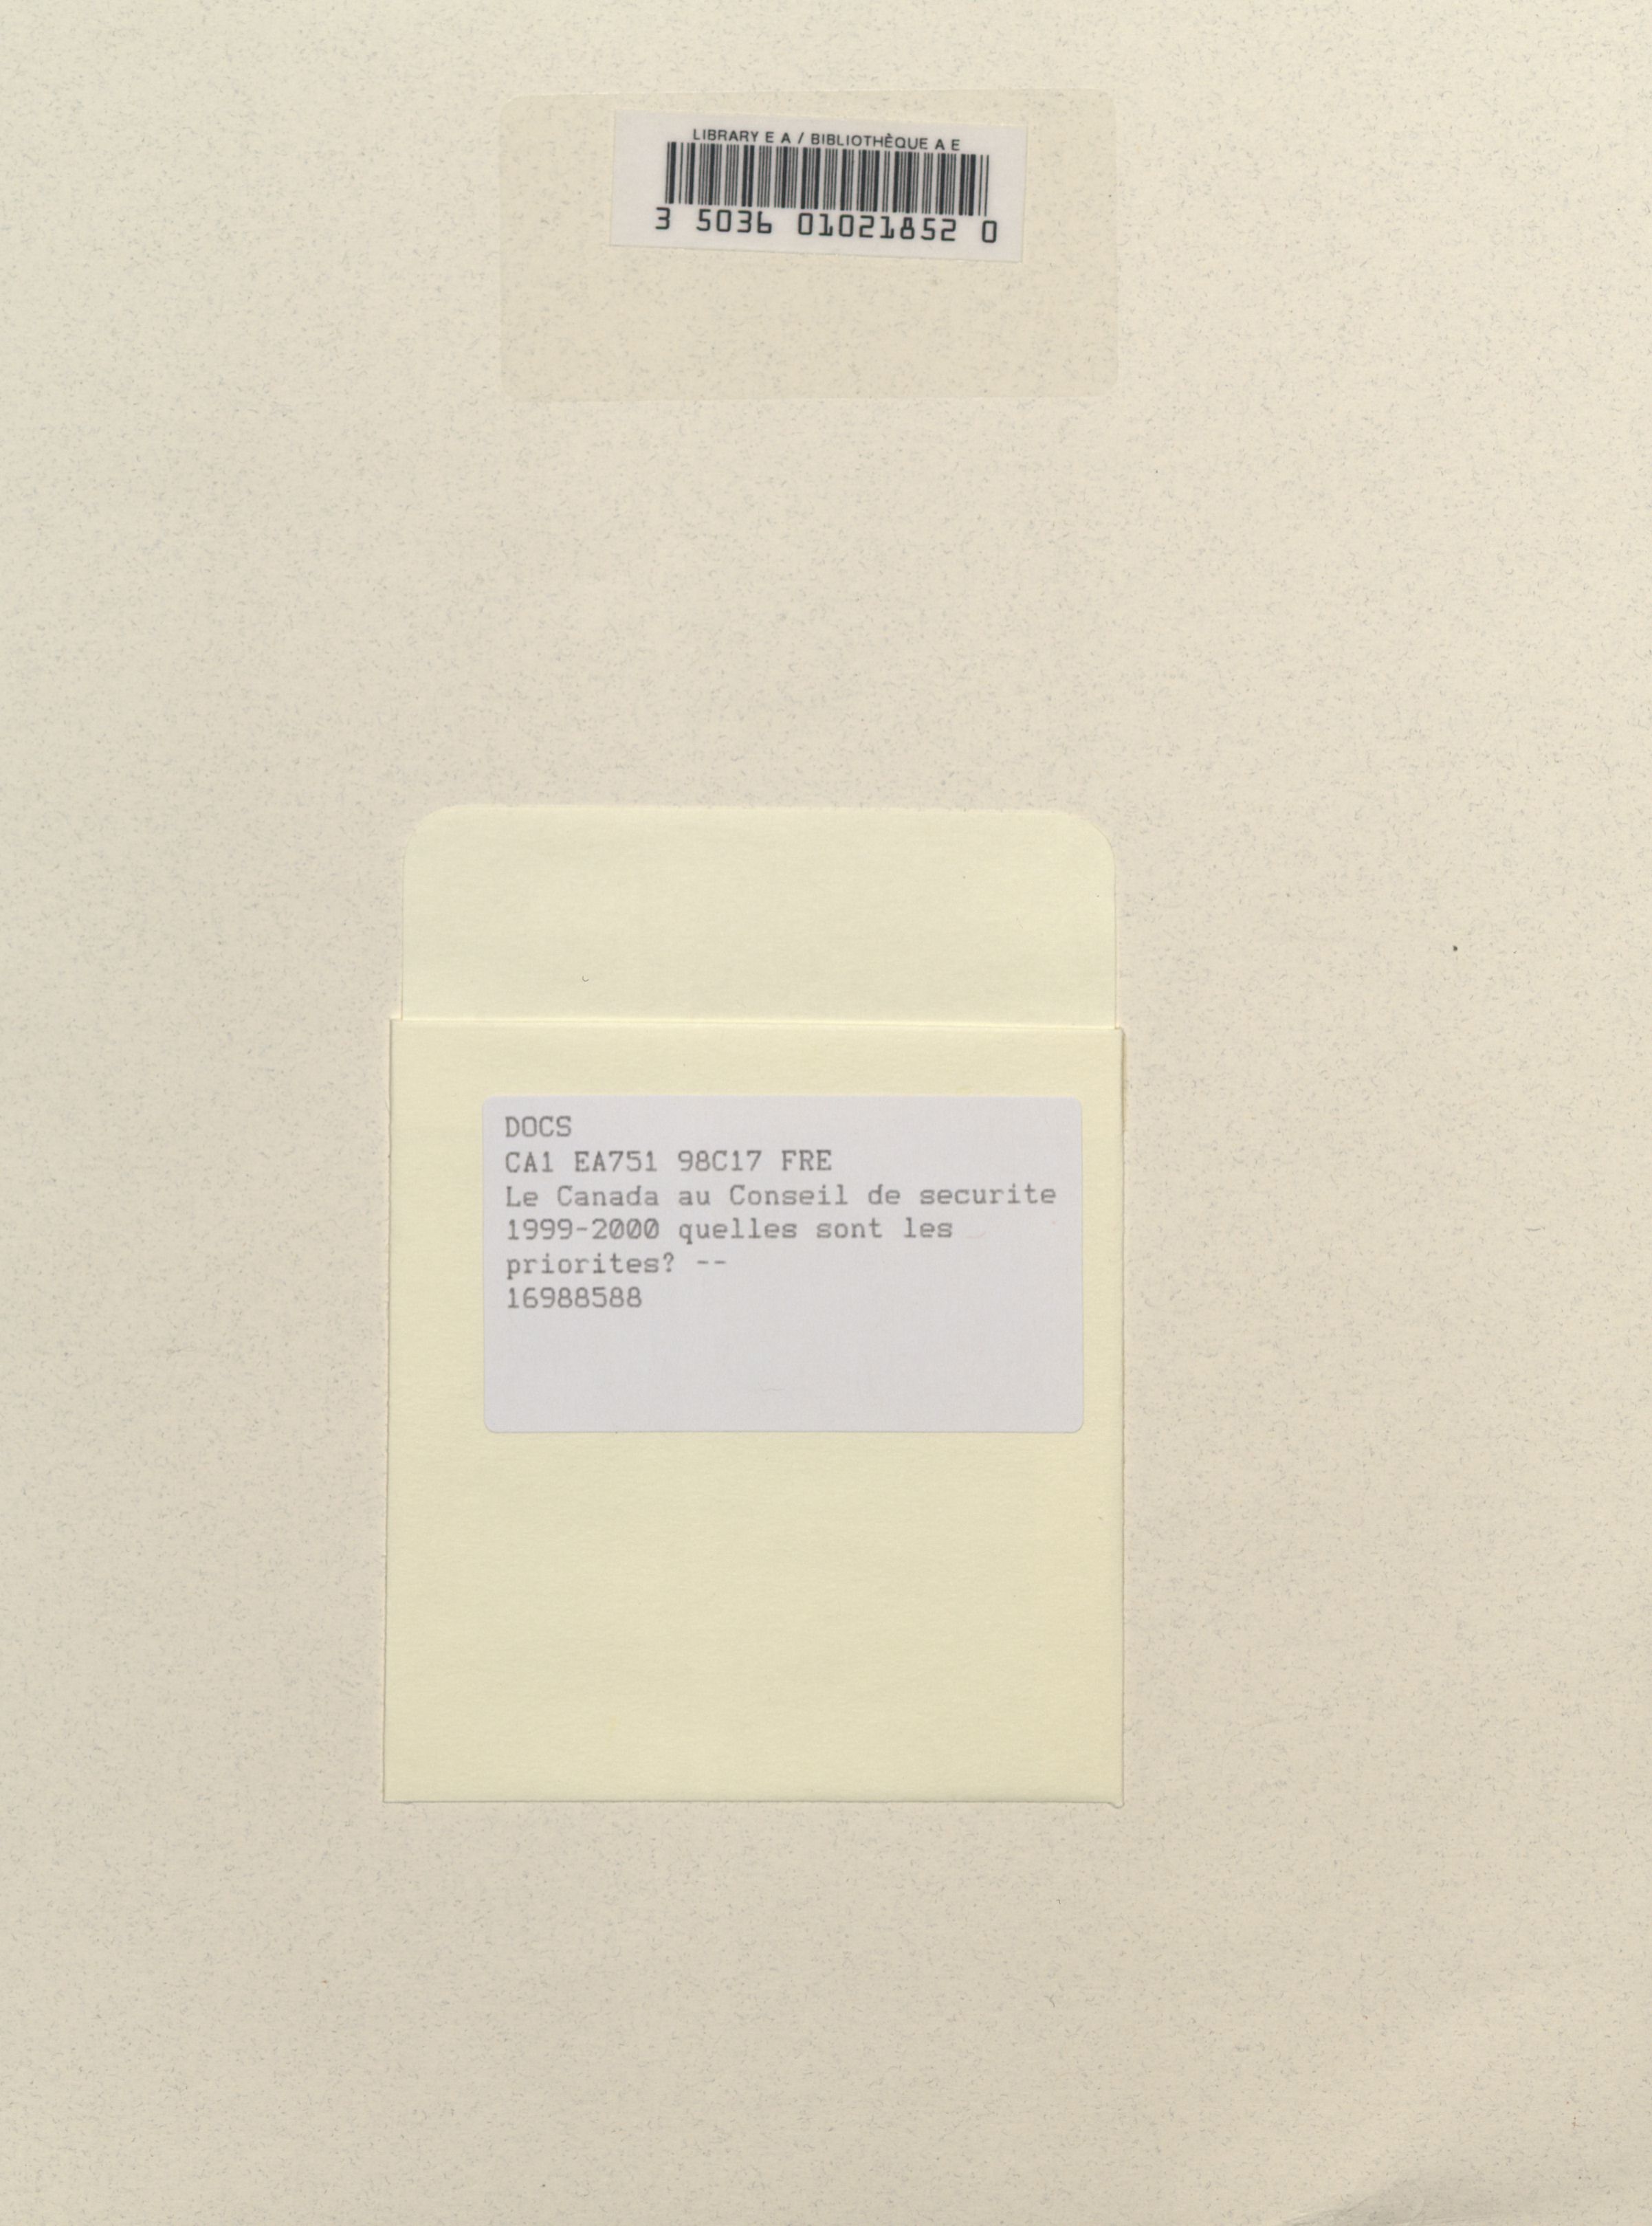 LIBRARY E A / BIBLIOTHÈQUE A E
3 5036 01021852 0
DOCS
CA1 EA751 98C17 FRE
Le Canada au Conseil de securite
1999-2000 quelles sont les
priorites? --
16988588